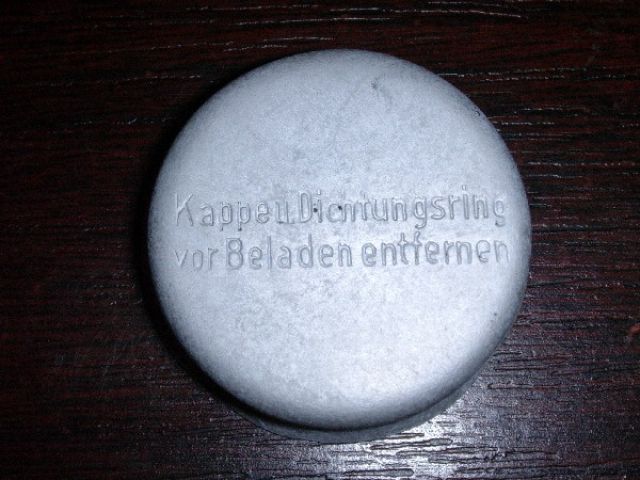 Kappe u. Dichtungsring
vor Beladen entfernen